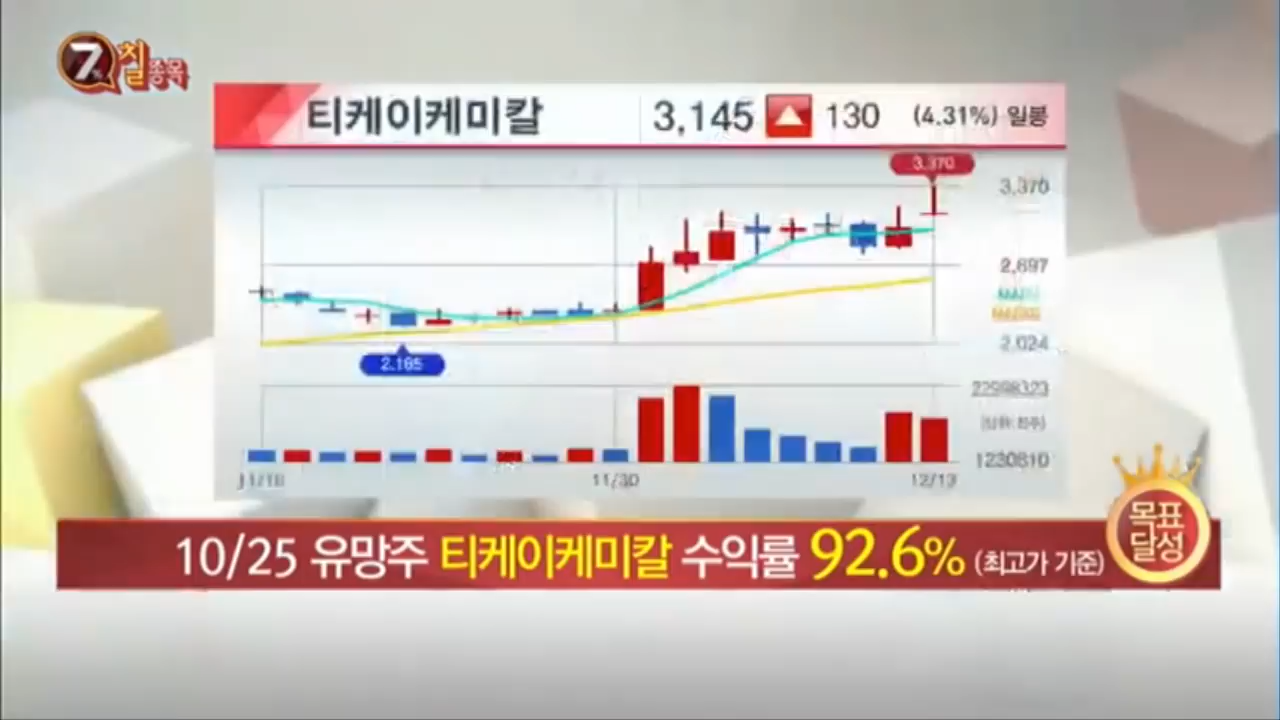 7%
칠종목
티케이케미칼 3,145 ▲ 130 (4.31%) 일봉
3,370
3,370
2,697
2,024
2,165
22998323
1230810
11/30
12/13
10/25 유망주 티케이케미칼 수익률 92.6% (최고가 기준)
목표
달성